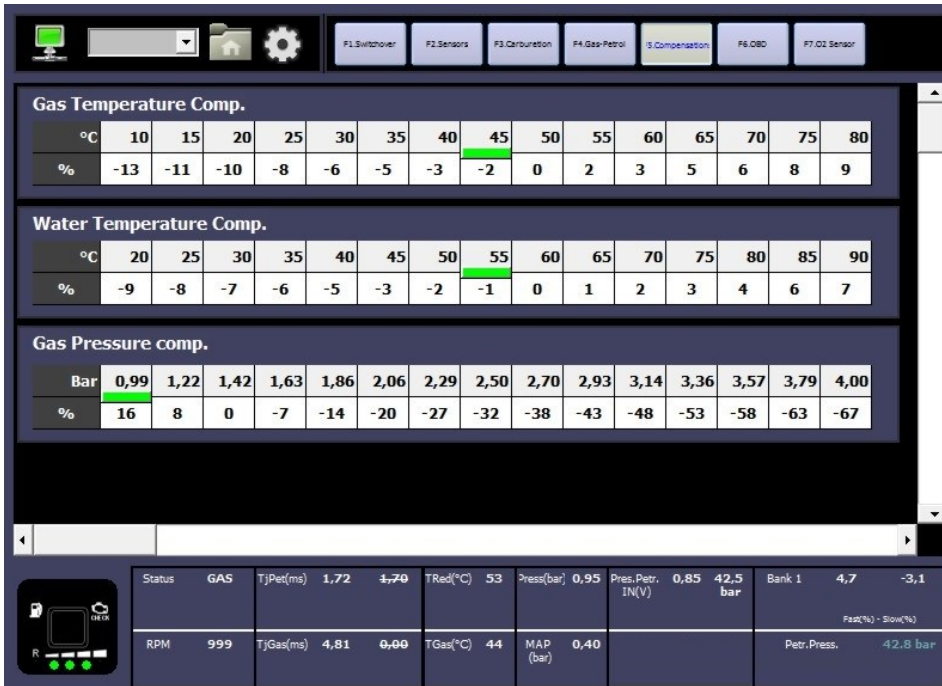 F1.Switchover F2.Sensors F3.Carburetion F4.Gas-Petrol 5.Compensation F6.OBD F7.O2 Sensor
Gas Temperature Comp.
°C 10 15 20 25 30 35 40 45 50 55 60 65 70 75 80
% -13 -11 -10 -8 -6 -5 -3 -2 0 2 3 5 6 8 9
Water Temperature Comp.
°C 20 25 30 35 40 45 50 55 60 65 70 75 80 85 90
% -9 -8 -7 -6 -5 -3 -2 -1 0 1 2 3 4 6 7
Gas Pressure comp.
Bar 0,99 1,22 1,42 1,63 1,86 2,06 2,29 2,50 2,70 2,93 3,14 3,36 3,57 3,79 4,00
% 16 8 0 -7 -14 -20 -27 -32 -38 -43 -48 -53 -58 -63 -67
Status GAS TjPet(ms) 1,72 1,70 TRed(°C) 53 Press(bar) 0,95 Pres.Petr. 0,85 42,5 Bank 1 4,7 -3,1
IN(V) bar
Fast(%) - Slow(%)
CHECK
RPM 999 TjGas(ms) 4,81 0,00 TGas(°C) 44 MAP 0,40 Petr.Press. 42.8 bar
(bar)
R